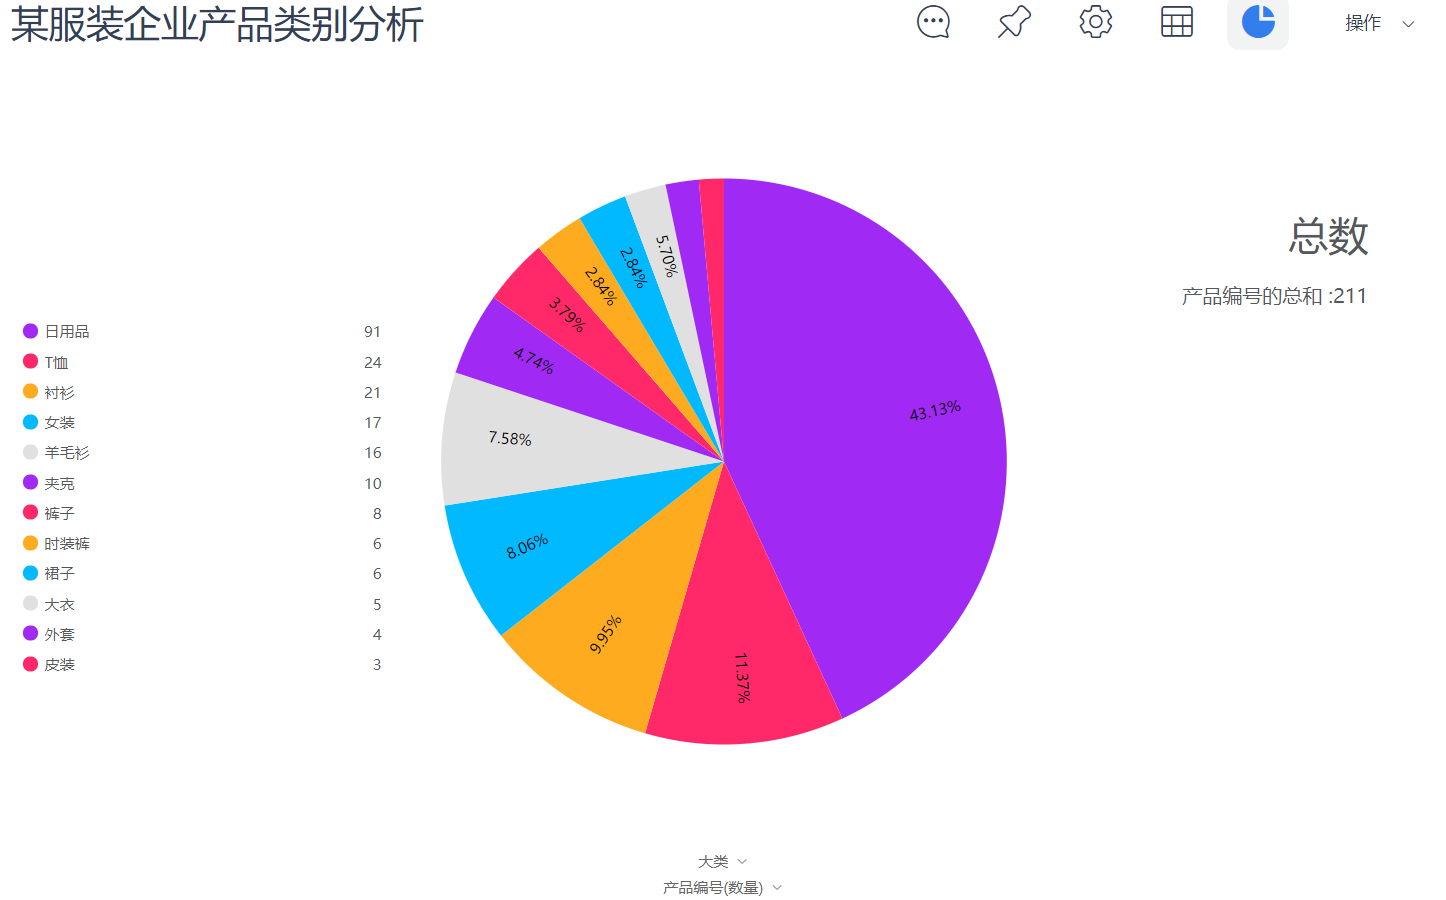 某服装企业产品类别分析
操作
总数
产品编号的总和 :211
日用品 91
T恤 24
衬衫 21
女装 17
羊毛衫 16
夹克 10
裤子 8
时装裤 6
裙子 6
大衣 5
外套 4
皮装 3
43.13%
11.37%
9.95%
8.06%
7.58%
4.74%
3.79%
2.84%
2.84%
5.70%
大类
产品编号(数量)